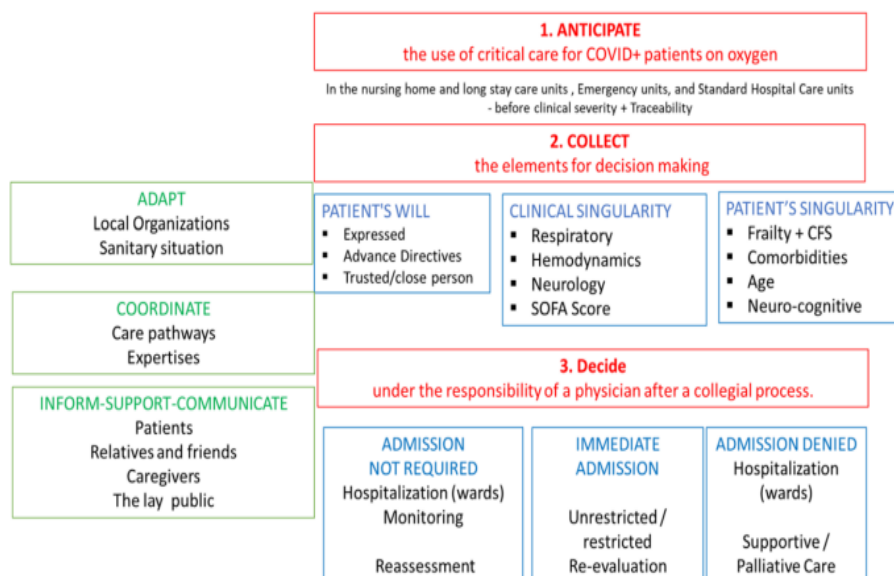 1. ANTICIPATE
the use of critical care for COVID+ patients on oxygen
In the nursing home and long stay care units , Emergency units, and Standard Hospital Care units
- before clinical severity + Traceability
2. COLLECT
the elements for decision making
ADAPT
Local Organizations
Sanitary situation
COORDINATE
Care pathways
Expertises
INFORM-SUPPORT-COMMUNICATE
Patients
Relatives and friends
Caregivers
The lay public
PATIENT'S WILL
▪ Expressed
▪ Advance Directives
▪ Trusted/close person
CLINICAL SINGULARITY
▪ Respiratory
▪ Hemodynamics
▪ Neurology
▪ SOFA Score
PATIENT'S SINGULARITY
▪ Frailty + CFS
▪ Comorbidities
▪ Age
▪ Neuro-cognitive
3. Decide
under the responsibility of a physician after a collegial process.
ADMISSION
NOT REQUIRED
Hospitalization (wards)
Monitoring
Reassessment
IMMEDIATE
ADMISSION
Unrestricted /
restricted
Re-evaluation
ADMISSION DENIED
Hospitalization
(wards)
Supportive /
Palliative Care